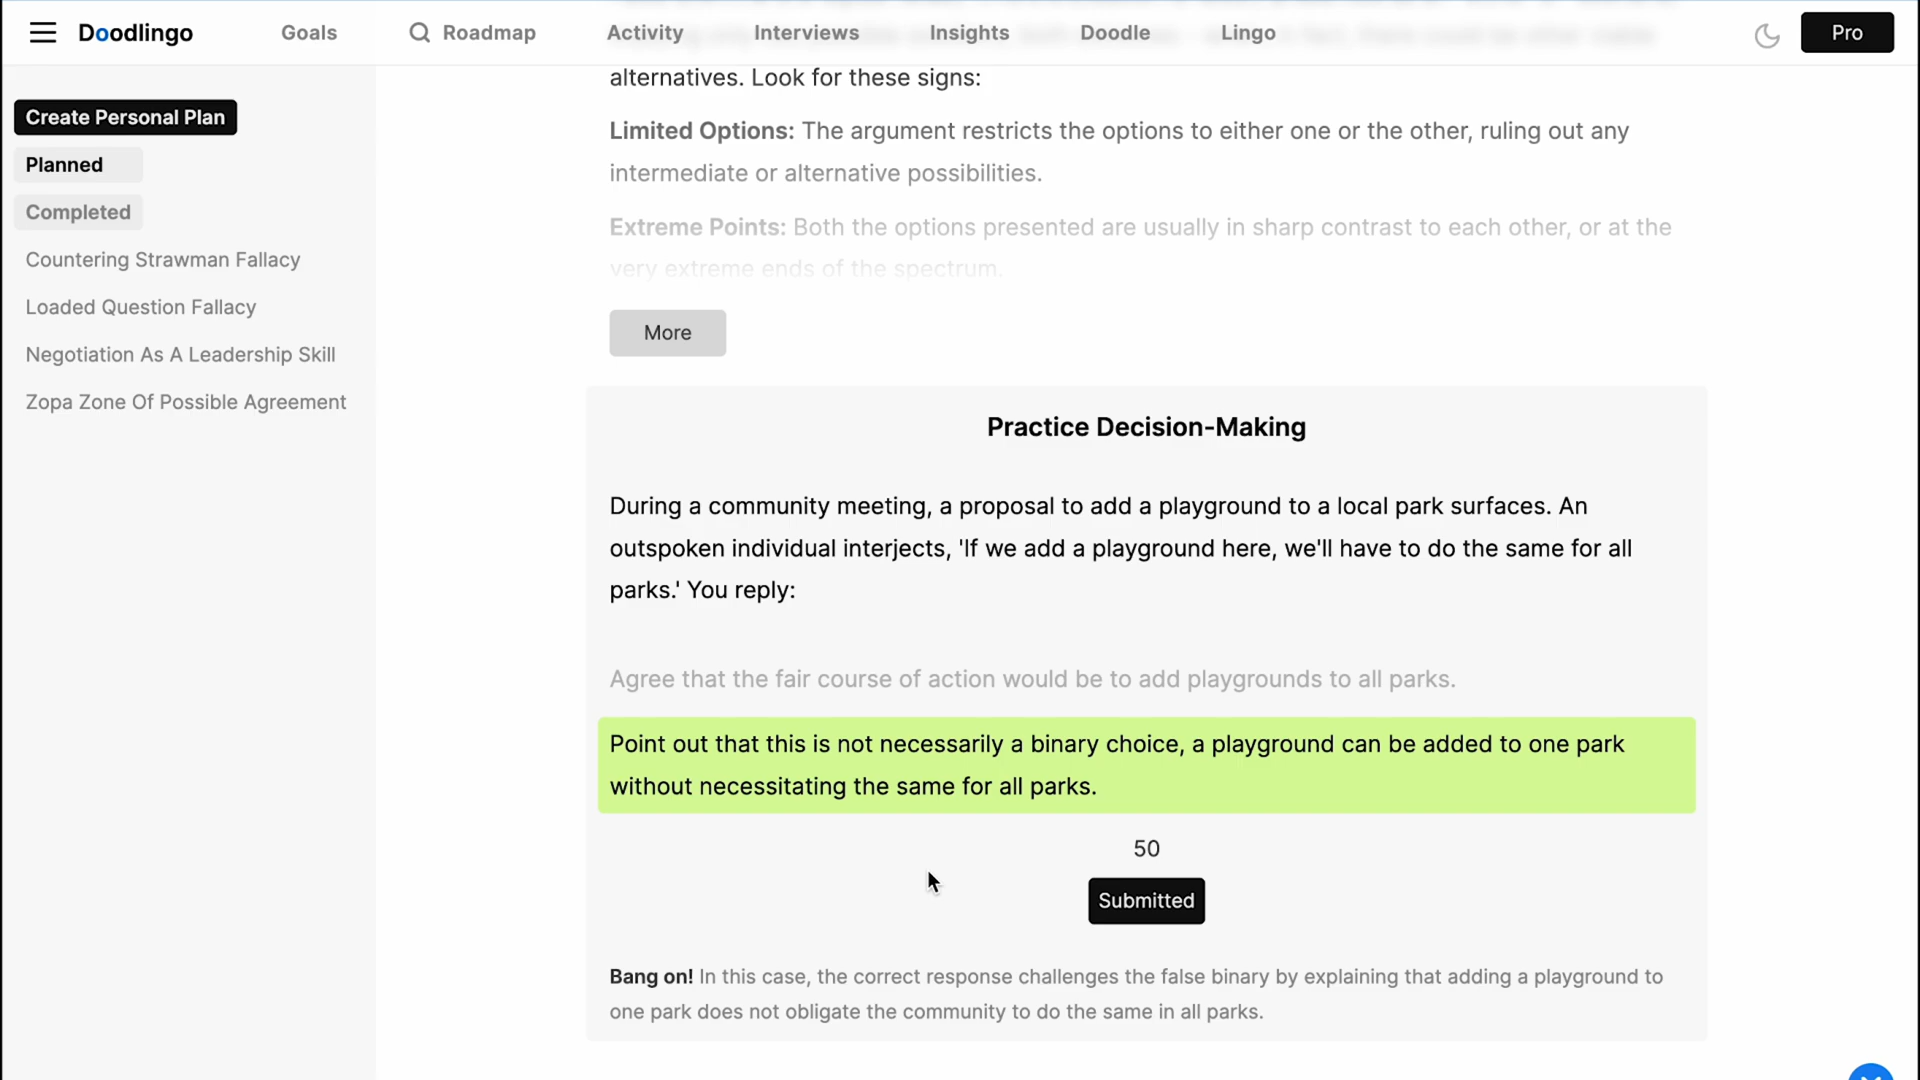 Doodlingo
Goals
Roadmap
Activity
Interviews
Insights
Doodle
Lingo
Pro
Create Personal Plan
Planned
Completed
Countering Strawman Fallacy
Loaded Question Fallacy
Negotiation As A Leadership Skill
Zopa Zone Of Possible Agreement
alternatives. Look for these signs:
Limited Options: The argument restricts the options to either one or the other, ruling out any
intermediate or alternative possibilities.
Extreme Points: Both the options presented are usually in sharp contrast to each other, or at the
very extreme ends of the spectrum.
More
Practice Decision-Making
During a community meeting, a proposal to add a playground to a local park surfaces. An
outspoken individual interjects, 'If we add a playground here, we'll have to do the same for all
parks.' You reply:
Agree that the fair course of action would be to add playgrounds to all parks.
Point out that this is not necessarily a binary choice, a playground can be added to one park
without necessitating the same for all parks.
50
Submitted
Bang on! In this case, the correct response challenges the false binary by explaining that adding a playground to
one park does not obligate the community to do the same in all parks.